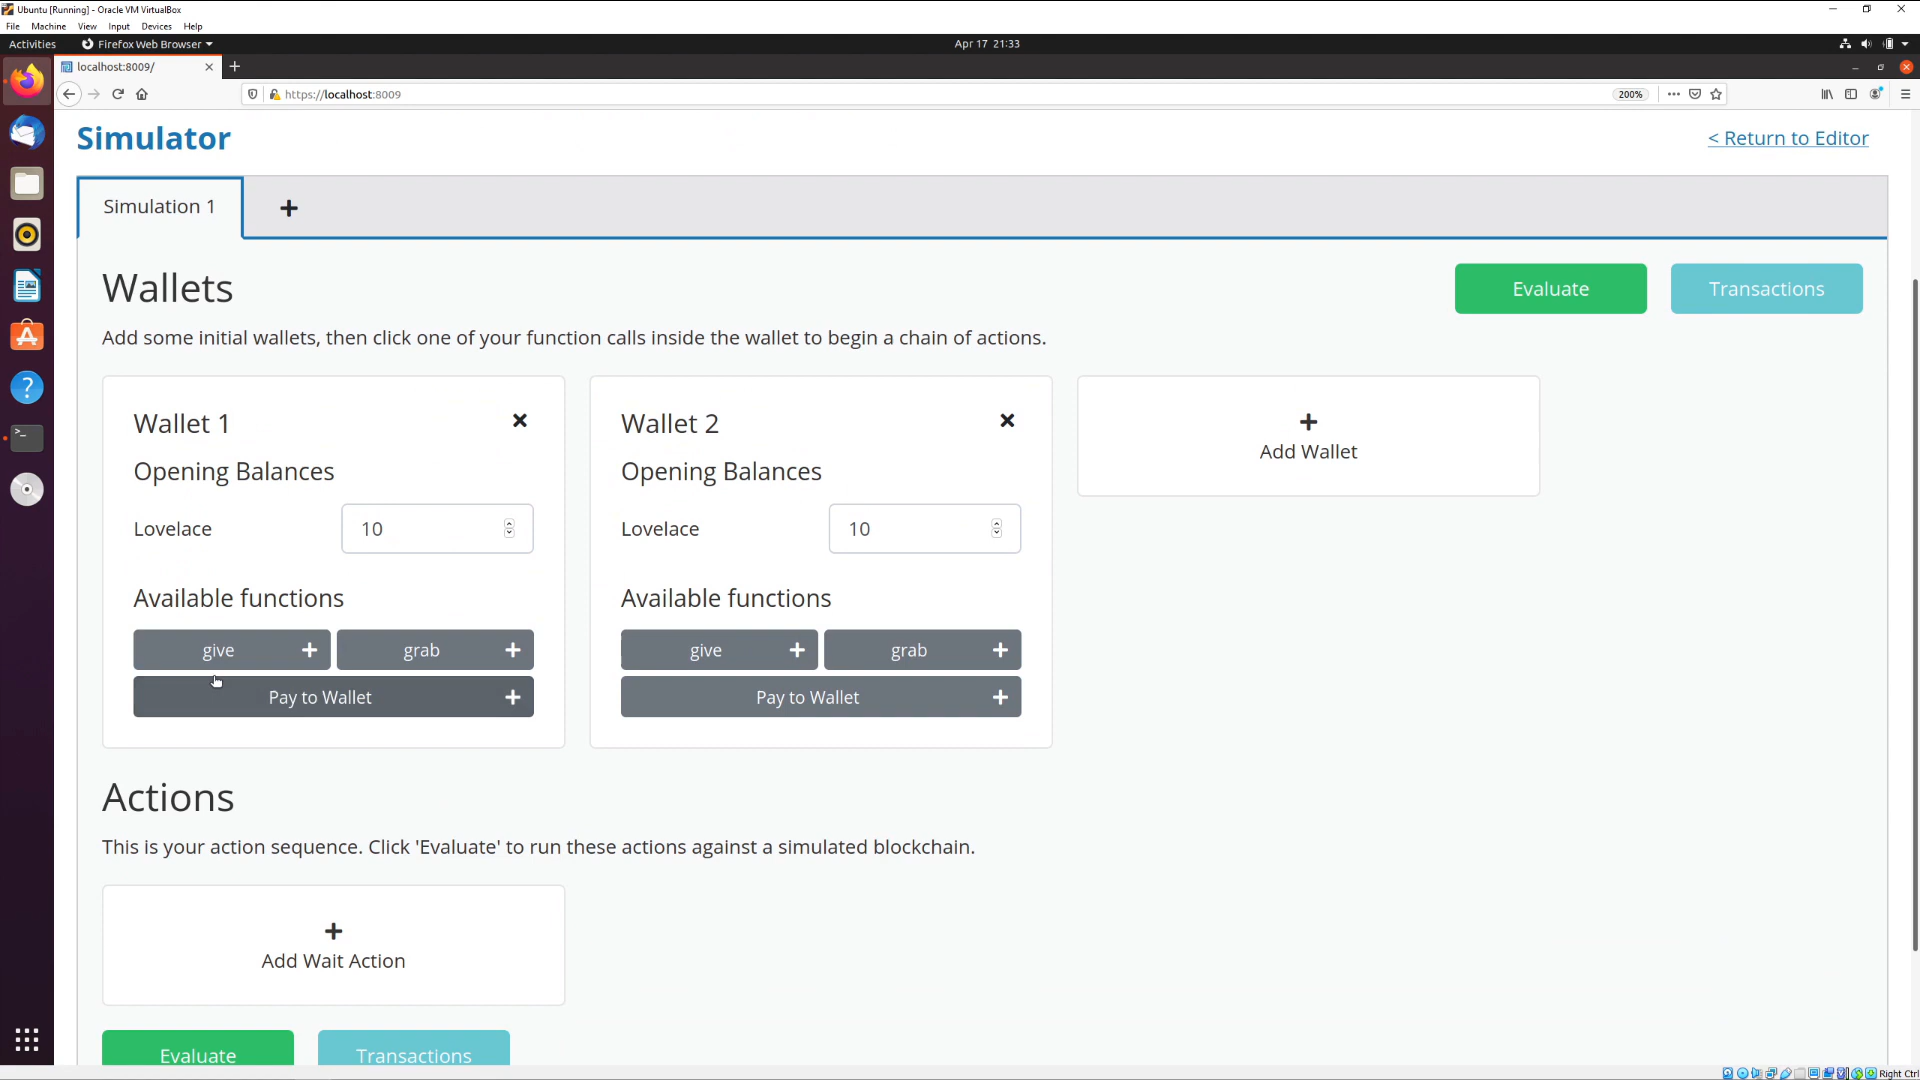 Ubuntu [Running] - Oracle VM VirtualBox
File Machine View Input Devices Help
Activities Firefox Web Browser Apr 17 21:33
localhost:8009/
https://localhost:8009 200%
Simulator < Return to Editor
Simulation 1
Wallets Evaluate Transactions
Add some initial wallets, then click one of your function calls inside the wallet to begin a chain of actions.
Wallet 1
Opening Balances
Lovelace 10
Available functions
give grab
Pay to Wallet
Wallet 2
Opening Balances
Lovelace 10
Available functions
give grab
Pay to Wallet
Add Wallet
Actions
This is your action sequence. Click 'Evaluate' to run these actions against a simulated blockchain.
Add Wait Action
Evaluate Transactions
Right Ctrl